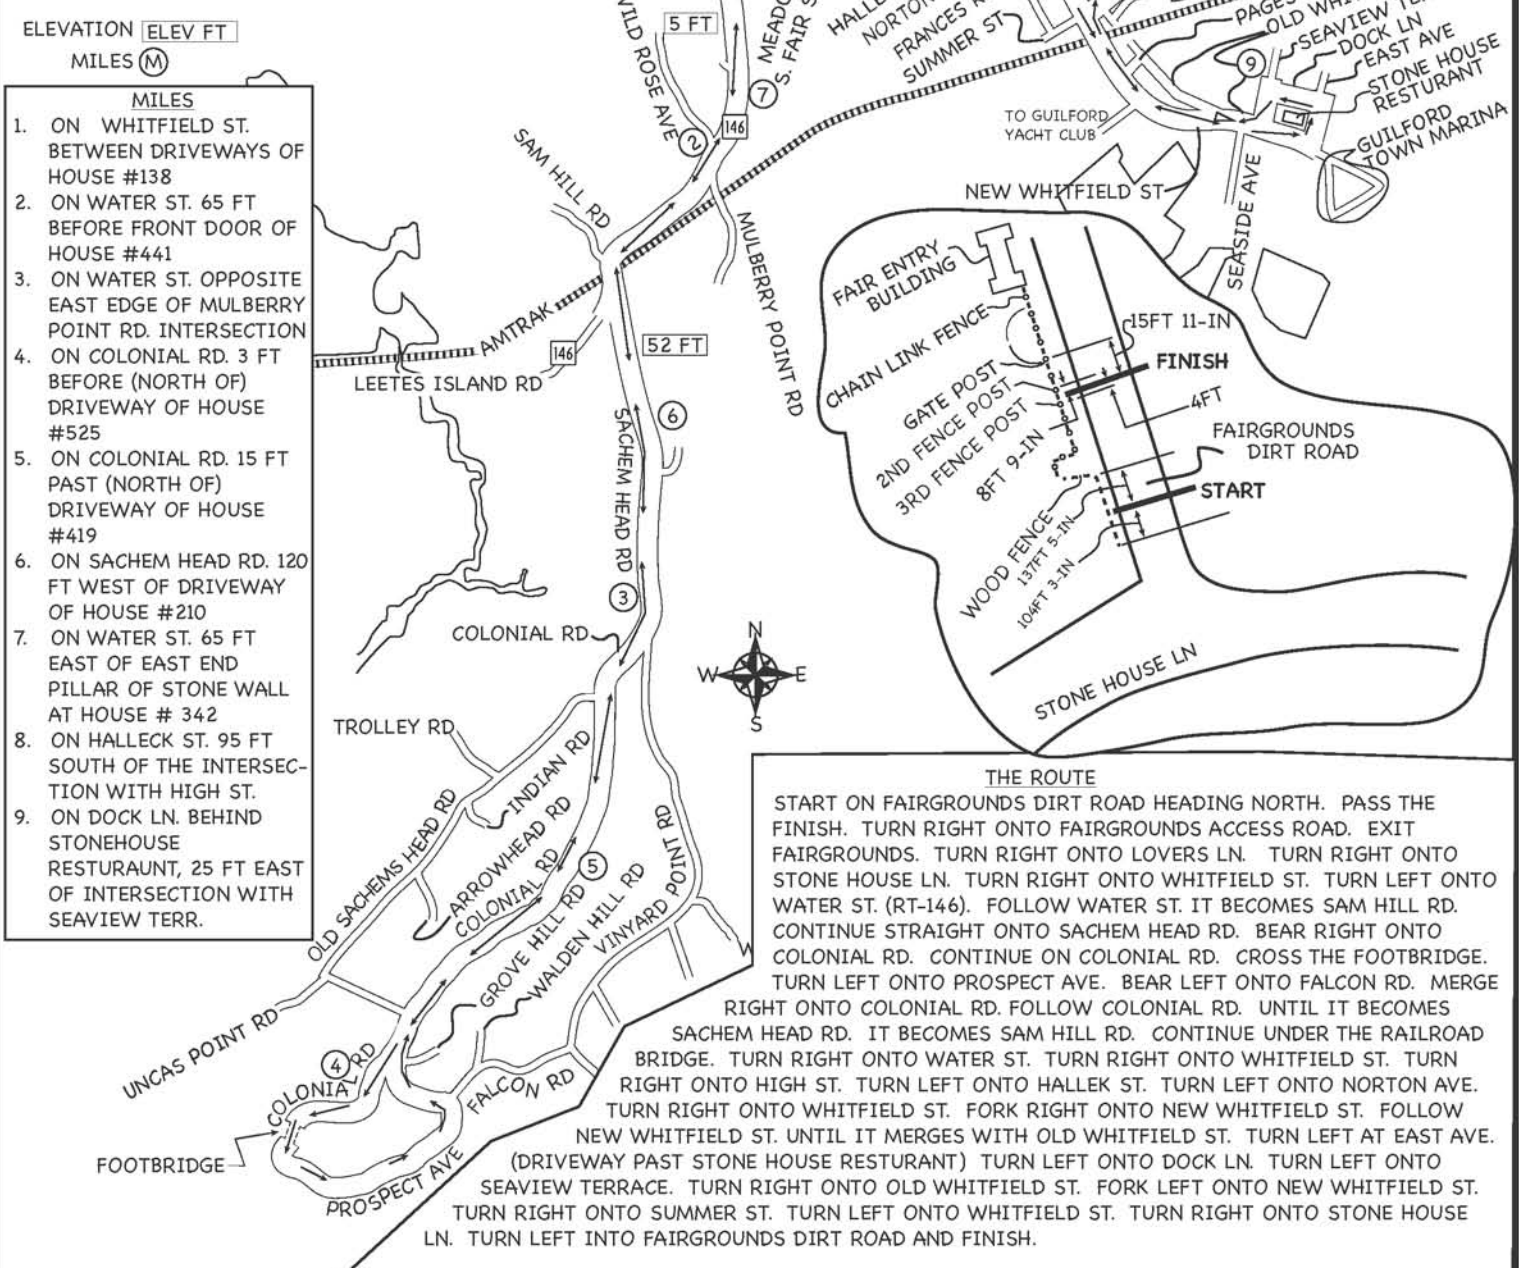 ELEVATION ELEV FT
MILES M
MILES
1. ON WHITFIELD ST.
BETWEEN DRIVEWAYS OF
HOUSE #138
2. ON WATER ST. 65 FT
BEFORE FRONT DOOR OF
HOUSE #441
3. ON WATER ST. OPPOSITE
EAST EDGE OF MULBERRY
POINT RD. INTERSECTION
4. ON COLONIAL RD. 3 FT
BEFORE (NORTH OF)
DRIVEWAY OF HOUSE
#525
5. ON COLONIAL RD. 15 FT
PAST (NORTH OF)
DRIVEWAY OF HOUSE
#419
6. ON SACHEM HEAD RD. 120
FT WEST OF DRIVEWAY
OF HOUSE #210
7. ON WATER ST. 65 FT
EAST OF EAST END
PILLAR OF STONE WALL
AT HOUSE # 342
8. ON HALLECK ST. 95 FT
SOUTH OF THE INTERSEC-
TION WITH HIGH ST.
9. ON DOCK LN. BEHIND
STONEHOUSE
RESTURAUNT, 25 FT EAST
OF INTERSECTION WITH
SEAVIEW TERR.
WILD ROSE AVE
5 FT
S. FAIR
7
146
2
SAM HILL RD
MULBERRY POINT RD
AMTRAK
146
LEETES ISLAND RD
52 FT
6
SACHEM HEAD RD
3
COLONIAL RD
N
W E
S
TROLLEY RD
INDIAN RD
ARROWHEAD RD
OLD SACHEMS HEAD RD
COLONIAL RD
5
GROVE HILL RD
WALDEN HILL RD
VINYARD POINT RD
UNCAS POINT RD
4
COLONIAL RD
FALCON RD
FOOTBRIDGE
PROSPECT AVE
NORTON
FRANCES
SUMMER ST
OLD
SEAVIEW
DOCK LN
EAST AVE
STONE HOUSE
RESTURANT
9
TO GUILFORD
YACHT CLUB
GUILFORD
TOWN MARINA
NEW WHITFIELD ST
SEASIDE AVE
FAIR ENTRY
BUILDING
CHAIN LINK FENCE
GATE POST
2ND FENCE POST
3RD FENCE POST
8FT 9-IN
15FT 11-IN
FINISH
4FT
FAIRGROUNDS
DIRT ROAD
START
WOOD FENCE
137FT 5-IN
104FT 3-IN
STONE HOUSE LN
THE ROUTE
START ON FAIRGROUNDS DIRT ROAD HEADING NORTH. PASS THE
FINISH. TURN RIGHT ONTO FAIRGROUNDS ACCESS ROAD. EXIT
FAIRGROUNDS. TURN RIGHT ONTO LOVERS LN. TURN RIGHT ONTO
STONE HOUSE LN. TURN RIGHT ONTO WHITFIELD ST. TURN LEFT ONTO
WATER ST. (RT-146). FOLLOW WATER ST. IT BECOMES SAM HILL RD.
CONTINUE STRAIGHT ONTO SACHEM HEAD RD. BEAR RIGHT ONTO
COLONIAL RD. CONTINUE ON COLONIAL RD. CROSS THE FOOTBRIDGE.
TURN LEFT ONTO PROSPECT AVE. BEAR LEFT ONTO FALCON RD. MERGE
RIGHT ONTO COLONIAL RD. FOLLOW COLONIAL RD. UNTIL IT BECOMES
SACHEM HEAD RD. IT BECOMES SAM HILL RD. CONTINUE UNDER THE RAILROAD
BRIDGE. TURN RIGHT ONTO WATER ST. TURN RIGHT ONTO WHITFIELD ST. TURN
RIGHT ONTO HIGH ST. TURN LEFT ONTO HALLEK ST. TURN LEFT ONTO NORTON AVE.
TURN RIGHT ONTO WHITFIELD ST. FORK RIGHT ONTO NEW WHITFIELD ST. FOLLOW
NEW WHITFIELD ST. UNTIL IT MERGES WITH OLD WHITFIELD ST. TURN LEFT AT EAST AVE.
(DRIVEWAY PAST STONE HOUSE RESTURANT) TURN LEFT ONTO DOCK LN. TURN LEFT ONTO
SEAVIEW TERRACE. TURN RIGHT ONTO OLD WHITFIELD ST. FORK LEFT ONTO NEW WHITFIELD ST.
TURN RIGHT ONTO SUMMER ST. TURN LEFT ONTO WHITFIELD ST. TURN RIGHT ONTO STONE HOUSE
LN. TURN LEFT INTO FAIRGROUNDS DIRT ROAD AND FINISH.